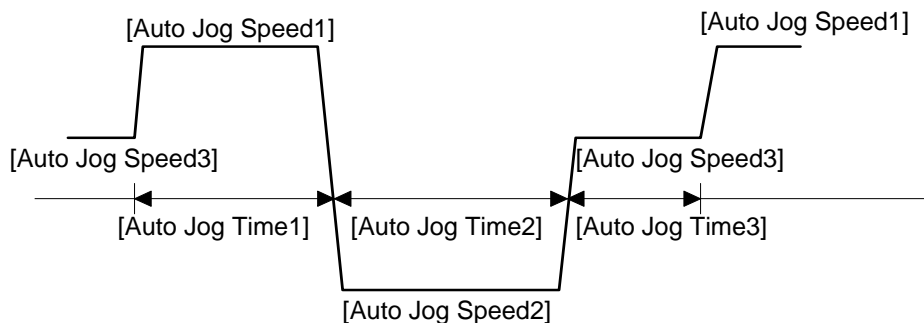 [Auto Jog Speed1]
[Auto Jog Speed1]
[Auto Jog Speed3]
[Auto Jog Speed3]
[Auto Jog Time1]
[Auto Jog Time2]
[Auto Jog Time3]
[Auto Jog Speed2]